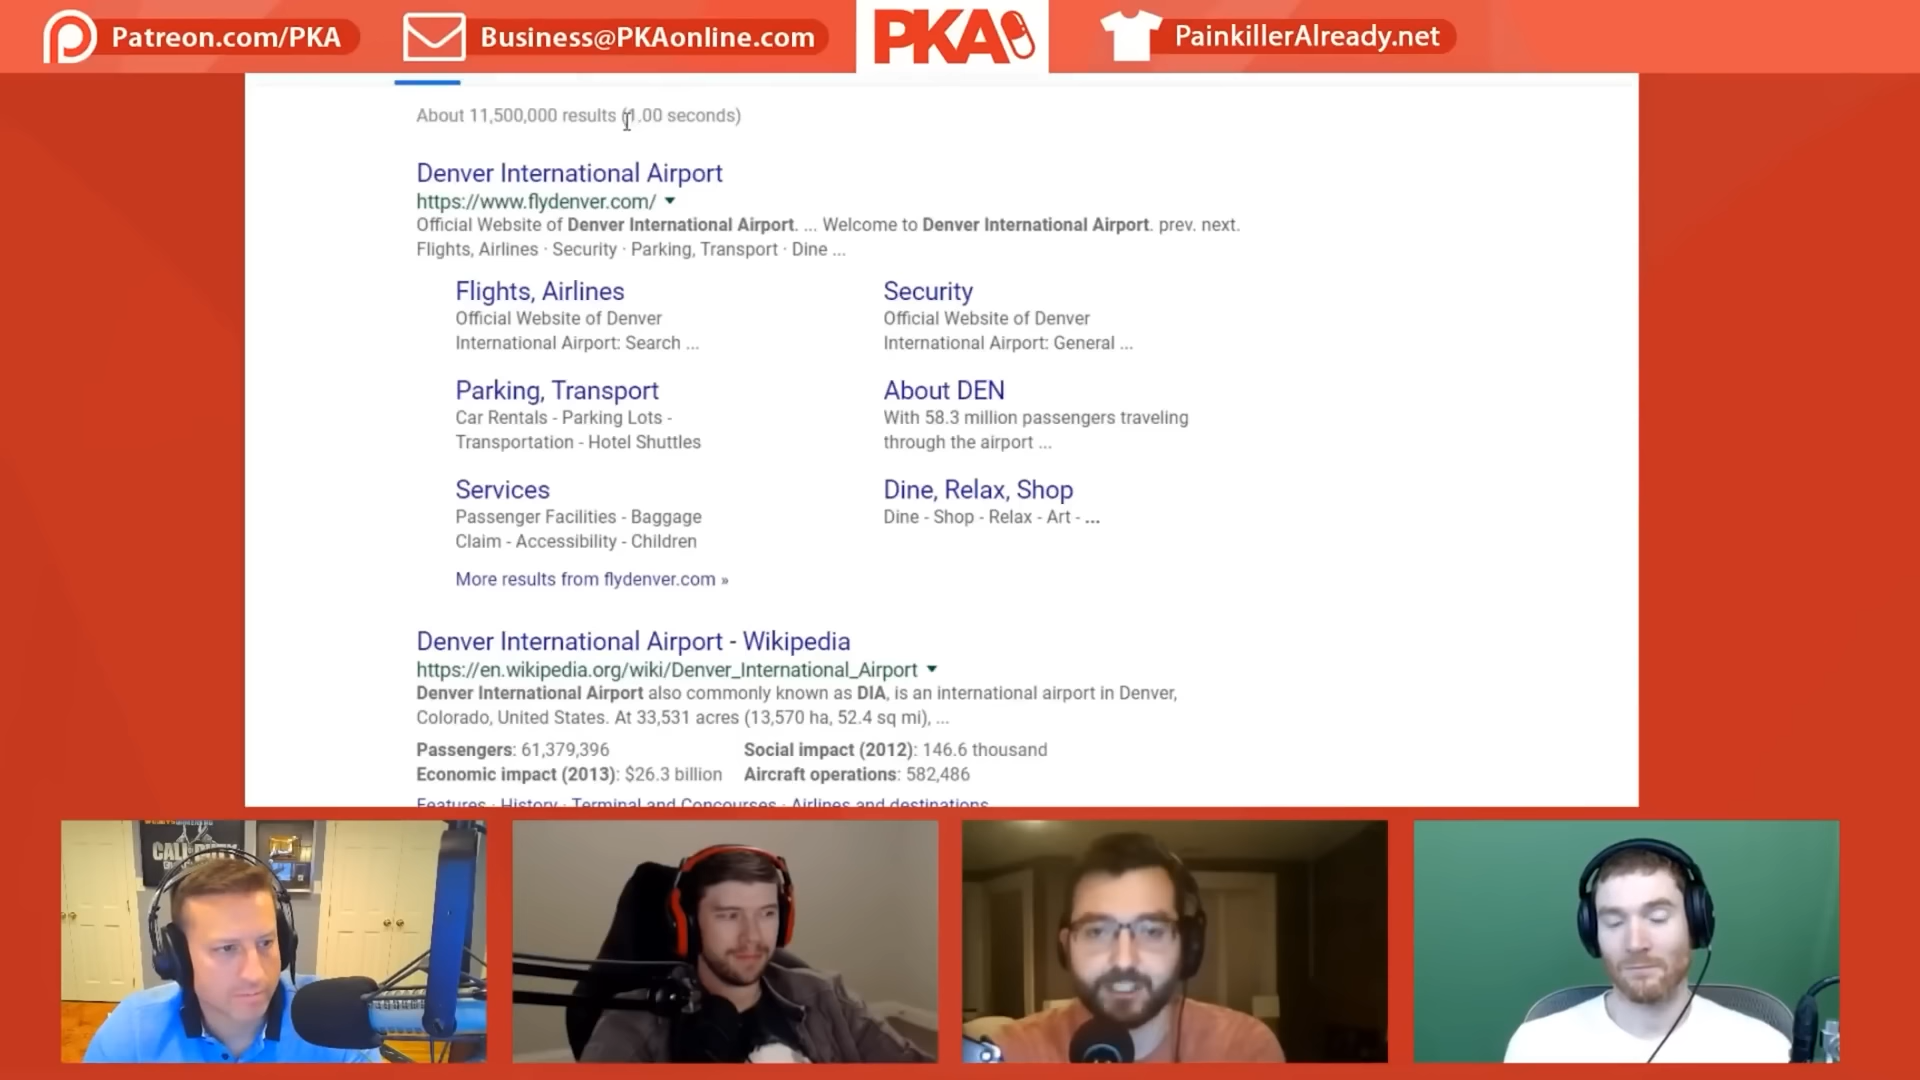 Patreon.com/PKA
Business@PKAonline.com
PKA
PainkillerAlready.net
About 11,500,000 results (1.00 seconds)
Denver International Airport
https://www.flydenver.com/
Official Website of Denver International Airport. ... Welcome to Denver International Airport. prev. next.
Flights, Airlines · Security · Parking, Transport · Dine ...
Flights, Airlines
Official Website of Denver
International Airport: Search ...
Security
Official Website of Denver
International Airport: General ...
Parking, Transport
Car Rentals - Parking Lots -
Transportation - Hotel Shuttles
About DEN
With 58.3 million passengers traveling
through the airport ...
Services
Passenger Facilities - Baggage
Claim - Accessibility - Children
Dine, Relax, Shop
Dine - Shop - Relax - Art - ...
More results from flydenver.com »
Denver International Airport - Wikipedia
https://en.wikipedia.org/wiki/Denver_International_Airport
Denver International Airport also commonly known as DIA, is an international airport in Denver,
Colorado, United States. At 33,531 acres (13,570 ha, 52.4 sq mi), ...
Passengers: 61,379,396 Social impact (2012): 146.6 thousand
Economic impact (2013): $26.3 billion Aircraft operations: 582,486
Features · History · Terminal and Concourses · Airlines and destinations